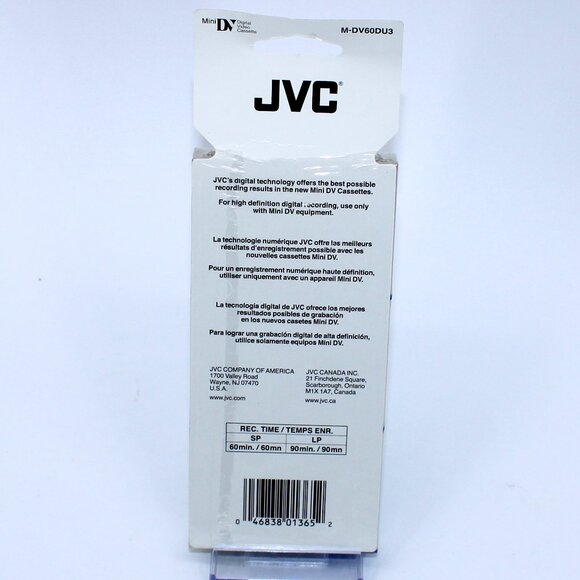 Mini DV Digital Video Cassette
M-DV60DU3
JVC®
JVC's digital technology offers the best possible
recording results in the new Mini DV Cassettes.
For high definition digital recording, use only
with Mini DV equipment.
La technologie numérique JVC offre les meilleurs
résultats d'enregistrement possible avec les
nouvelles cassettes Mini DV.
Pour un enregistrement numérique haute définition,
utiliser uniquement avec un appareil Mini DV.
La tecnología digital de JVC ofrece los mejores
resultados posibles de grabación
en los nuevos casetes Mini DV.
Para lograr una grabación digital de alta definición,
utilice solamente equipos Mini DV.
JVC COMPANY OF AMERICA
1700 Valley Road
Wayne, NJ 07470
U.S.A.
www.jvc.com
JVC CANADA INC.
21 Finchdene Square,
Scarborough, Ontario
M1X 1A7, Canada
www.jvc.ca
REC. TIME / TEMPS ENR.
SP LP
60min. / 60mn 90min. / 90mn
0 46838 01365 2